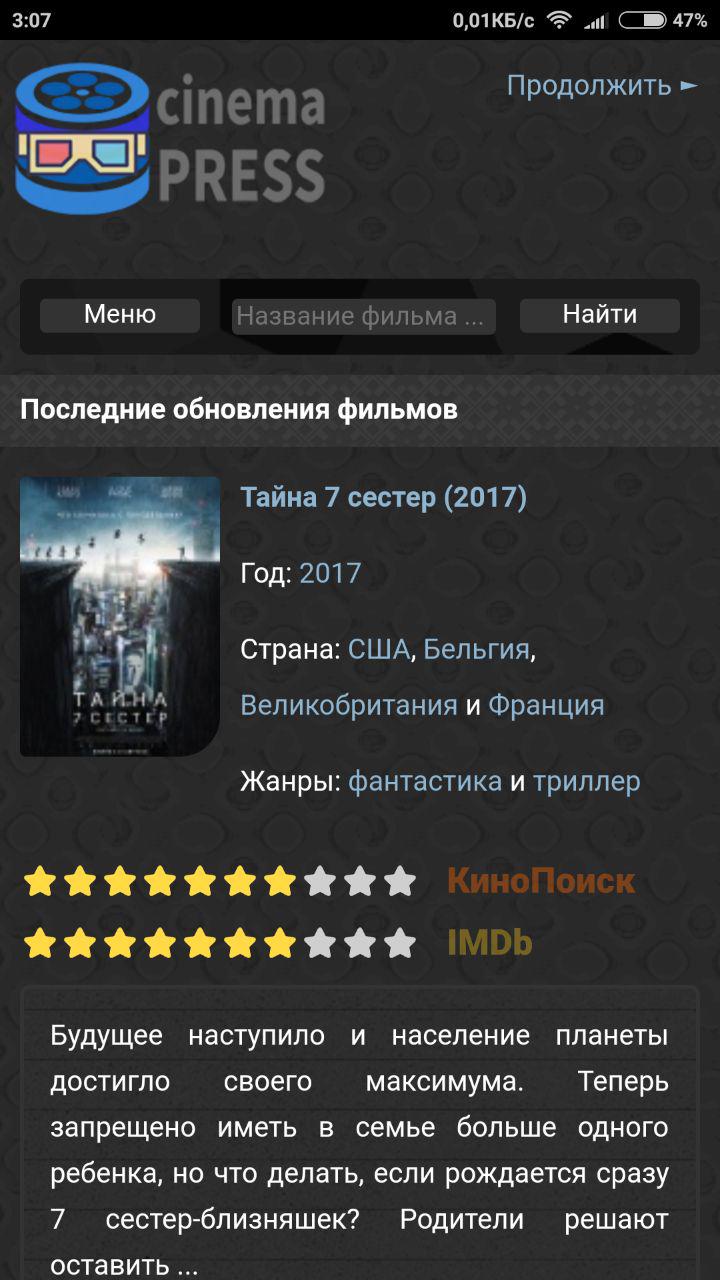 3:07
0,01КБ/с
47%
cinema
PRESS
Продолжить ►
Меню
Название фильма ...
Найти
Последние обновления фильмов
ТАЙНА
7 СЕСТЕР
Тайна 7 сестер (2017)
Год: 2017
Страна: США, Бельгия,
Великобритания и Франция
Жанры: фантастика и триллер
КиноПоиск
IMDb
Будущее наступило и население планеты
достигло своего максимума. Теперь
запрещено иметь в семье больше одного
ребенка, но что делать, если рождается сразу
7 сестер-близняшек? Родители решают
оставить ...